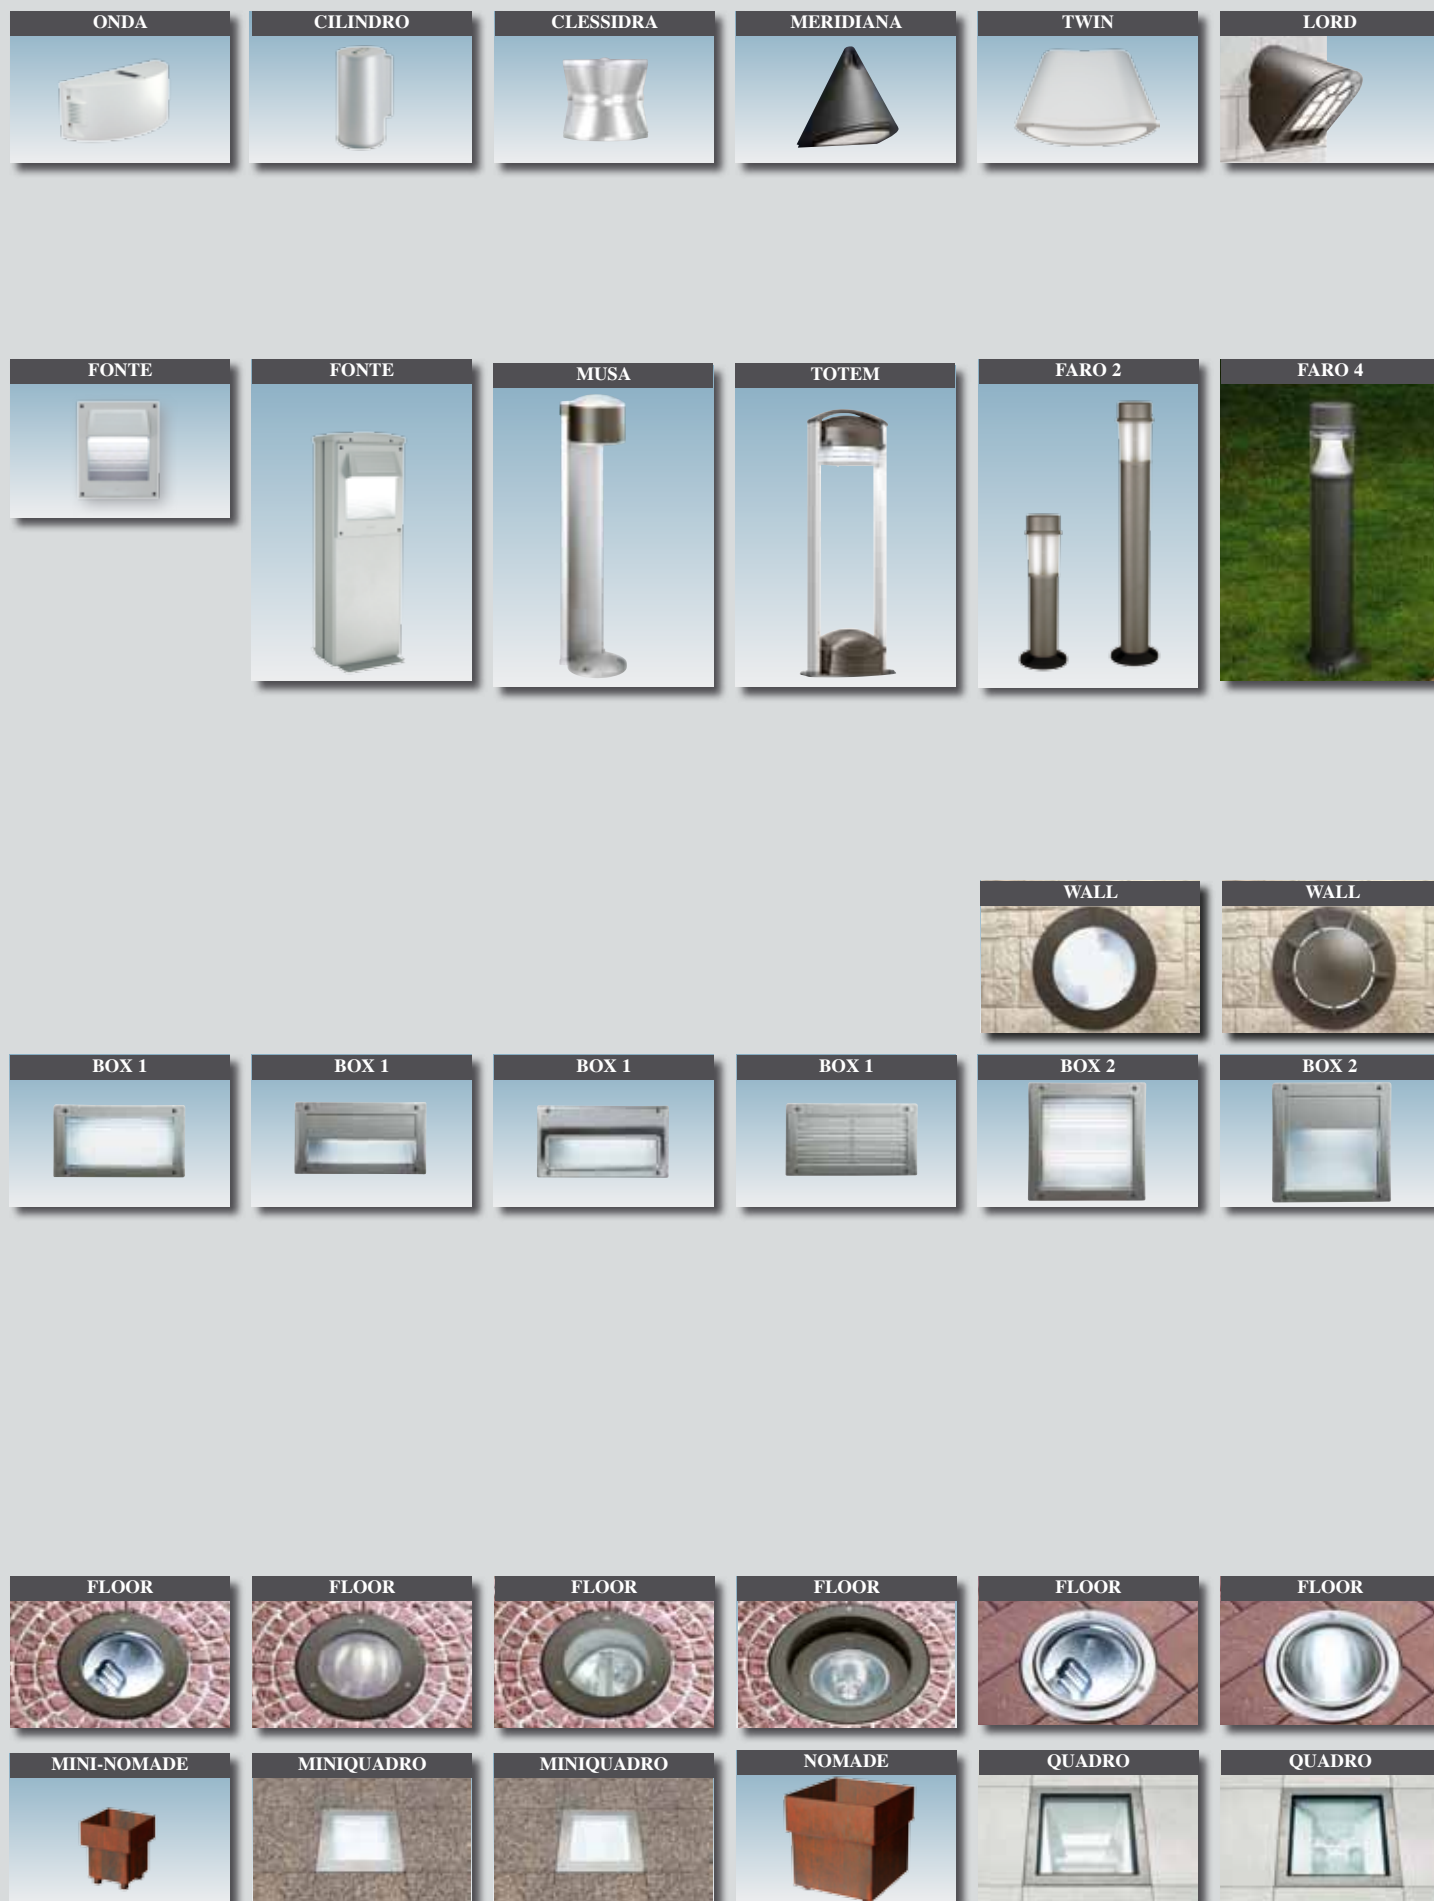 ONDA CILINDRO CLESSIDRA MERIDIANA TWIN LORD
FONTE FONTE MUSA TOTEM FARO 2 FARO 4
WALL WALL
BOX 1 BOX 1 BOX 1 BOX 1 BOX 2 BOX 2
FLOOR FLOOR FLOOR FLOOR FLOOR FLOOR
MINI-NOMADE MINIQUADRO MINIQUADRO NOMADE QUADRO QUADRO